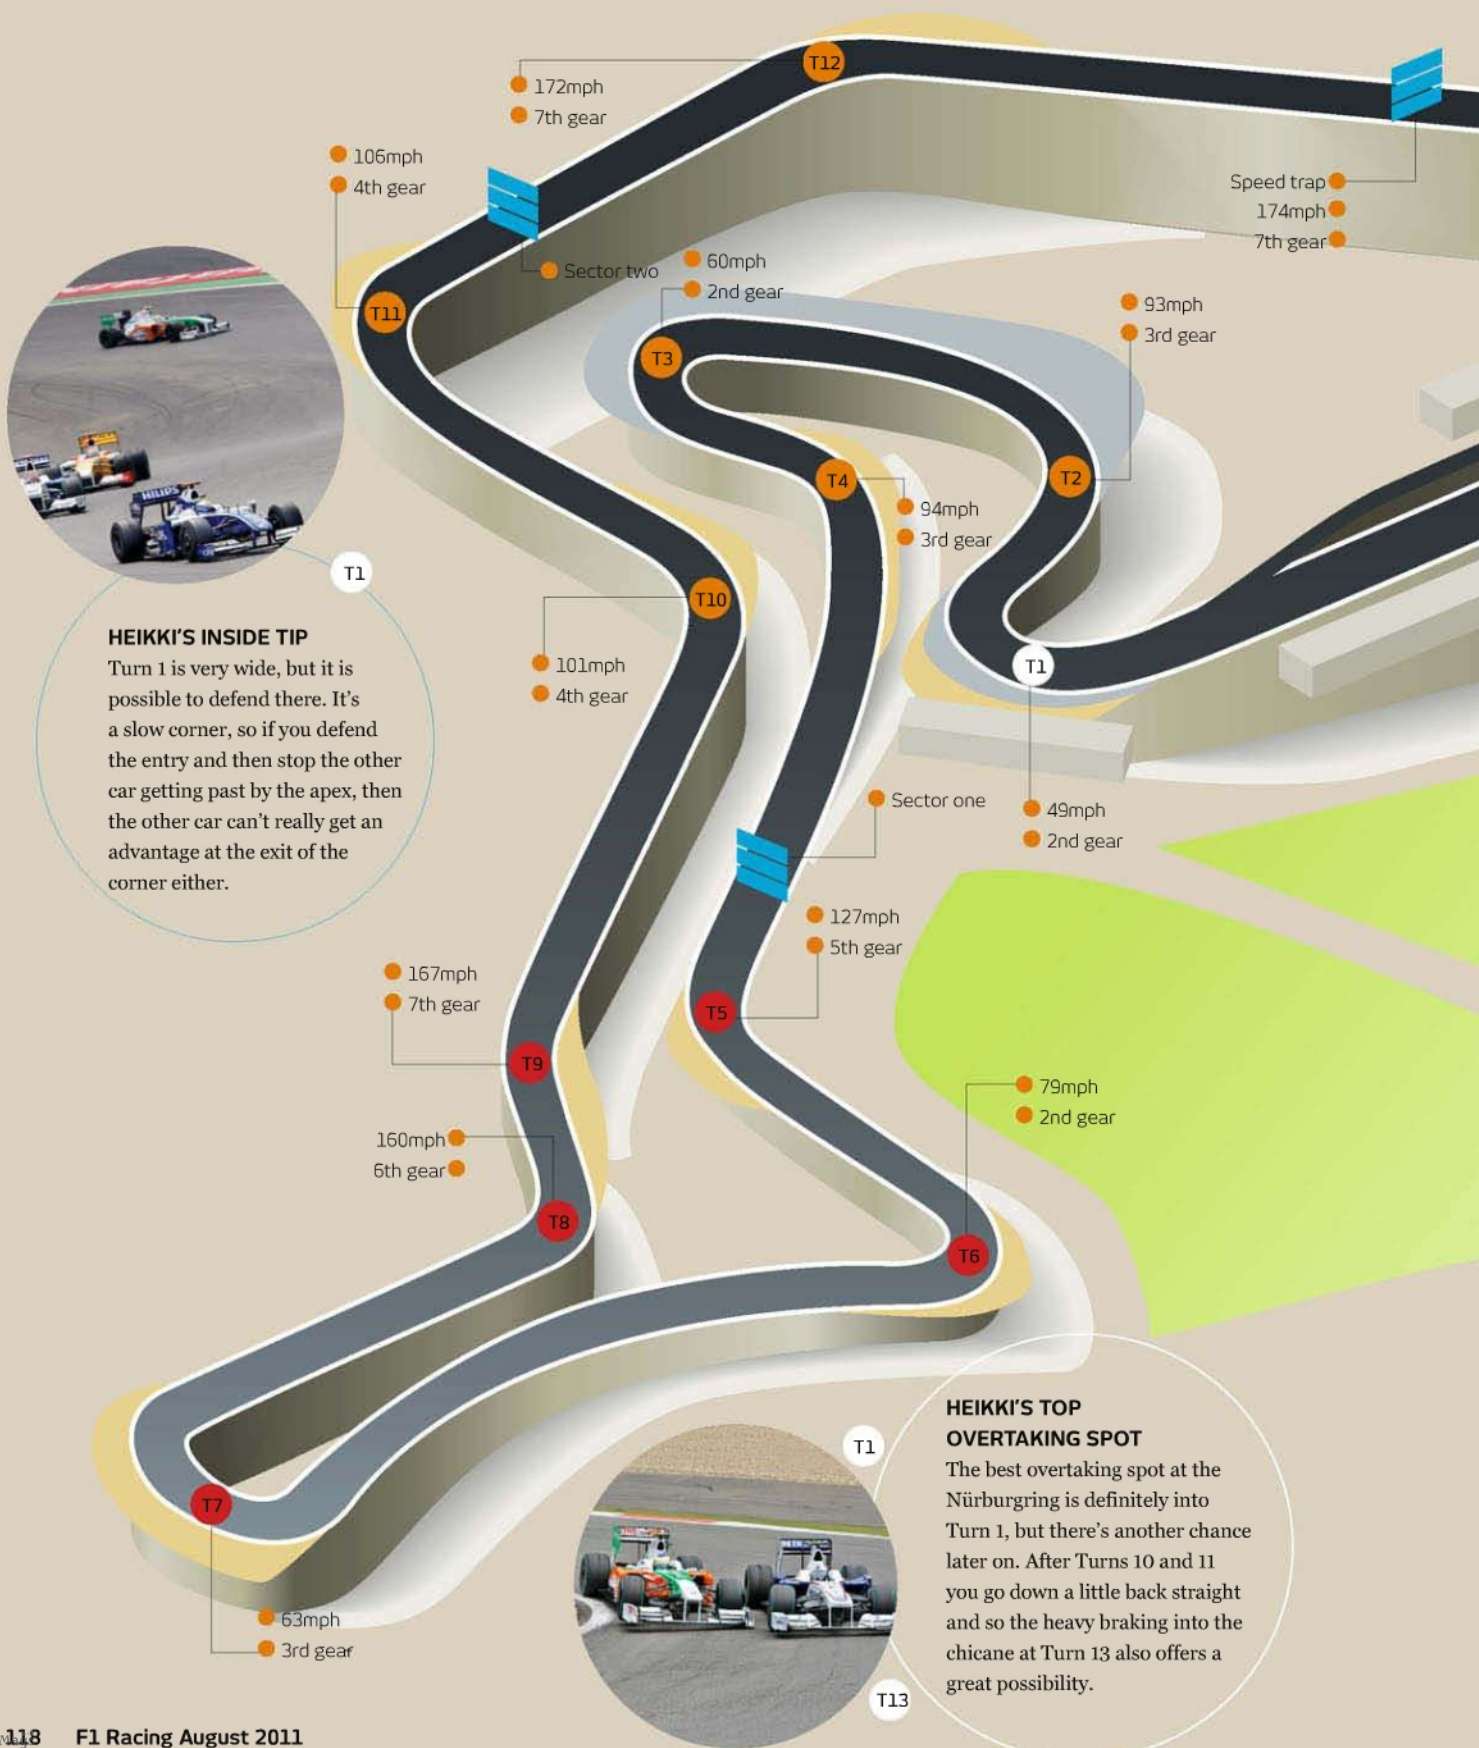 T12
172mph
7th gear
106mph
4th gear
Speed trap
174mph
7th gear
Sector two
60mph
2nd gear
93mph
3rd gear
T11
T3
T2
T4
94mph
3rd gear
PHILIPS
T1
T10
HEIKKI'S INSIDE TIP
Turn 1 is very wide, but it is
possible to defend there. It's
a slow corner, so if you defend
the entry and then stop the other
car getting past by the apex, then
the other car can't really get an
advantage at the exit of the
corner either.
101mph
4th gear
T1
Sector one
49mph
2nd gear
127mph
5th gear
167mph
7th gear
T5
T9
79mph
2nd gear
160mph
6th gear
T8
T6
T7
63mph
3rd gear
T1
HEIKKI'S TOP
OVERTAKING SPOT
The best overtaking spot at the
Nürburgring is definitely into
Turn 1, but there's another chance
later on. After Turns 10 and 11
you go down a little back straight
and so the heavy braking into the
chicane at Turn 13 also offers a
great possibility.
T13
118 F1 Racing August 2011